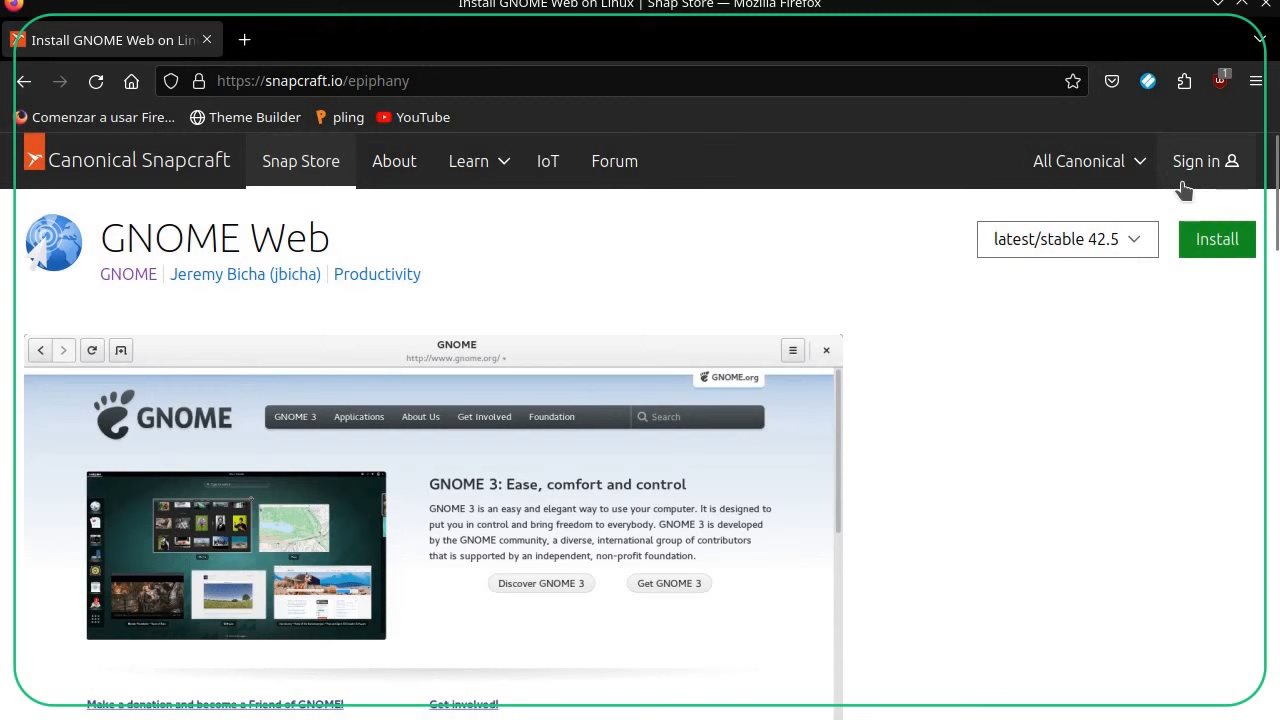 Install GNOME Web on Linux | Snap Store — Mozilla Firefox
Install GNOME Web on Lin
https://snapcraft.io/epiphany
1
Comenzar a usar Fire... Theme Builder pling YouTube
Canonical Snapcraft Snap Store About Learn IoT Forum All Canonical Sign in
GNOME Web
latest/stable 42.5 Install
GNOME Jeremy Bicha (jbicha) Productivity
GNOME
http://www.gnome.org/
GNOME.org
GNOME GNOME 3 Applications About Us Get Involved Foundation Search
GNOME 3: Ease, comfort and control
GNOME 3 is an easy and elegant way to use your computer. It is designed to
put you in control and bring freedom to everybody. GNOME 3 is developed
by the GNOME community, a diverse, international group of contributors
that is supported by an independent, non-profit foundation.
Discover GNOME 3 Get GNOME 3
Make a donation and become a Friend of GNOME! Get involved!